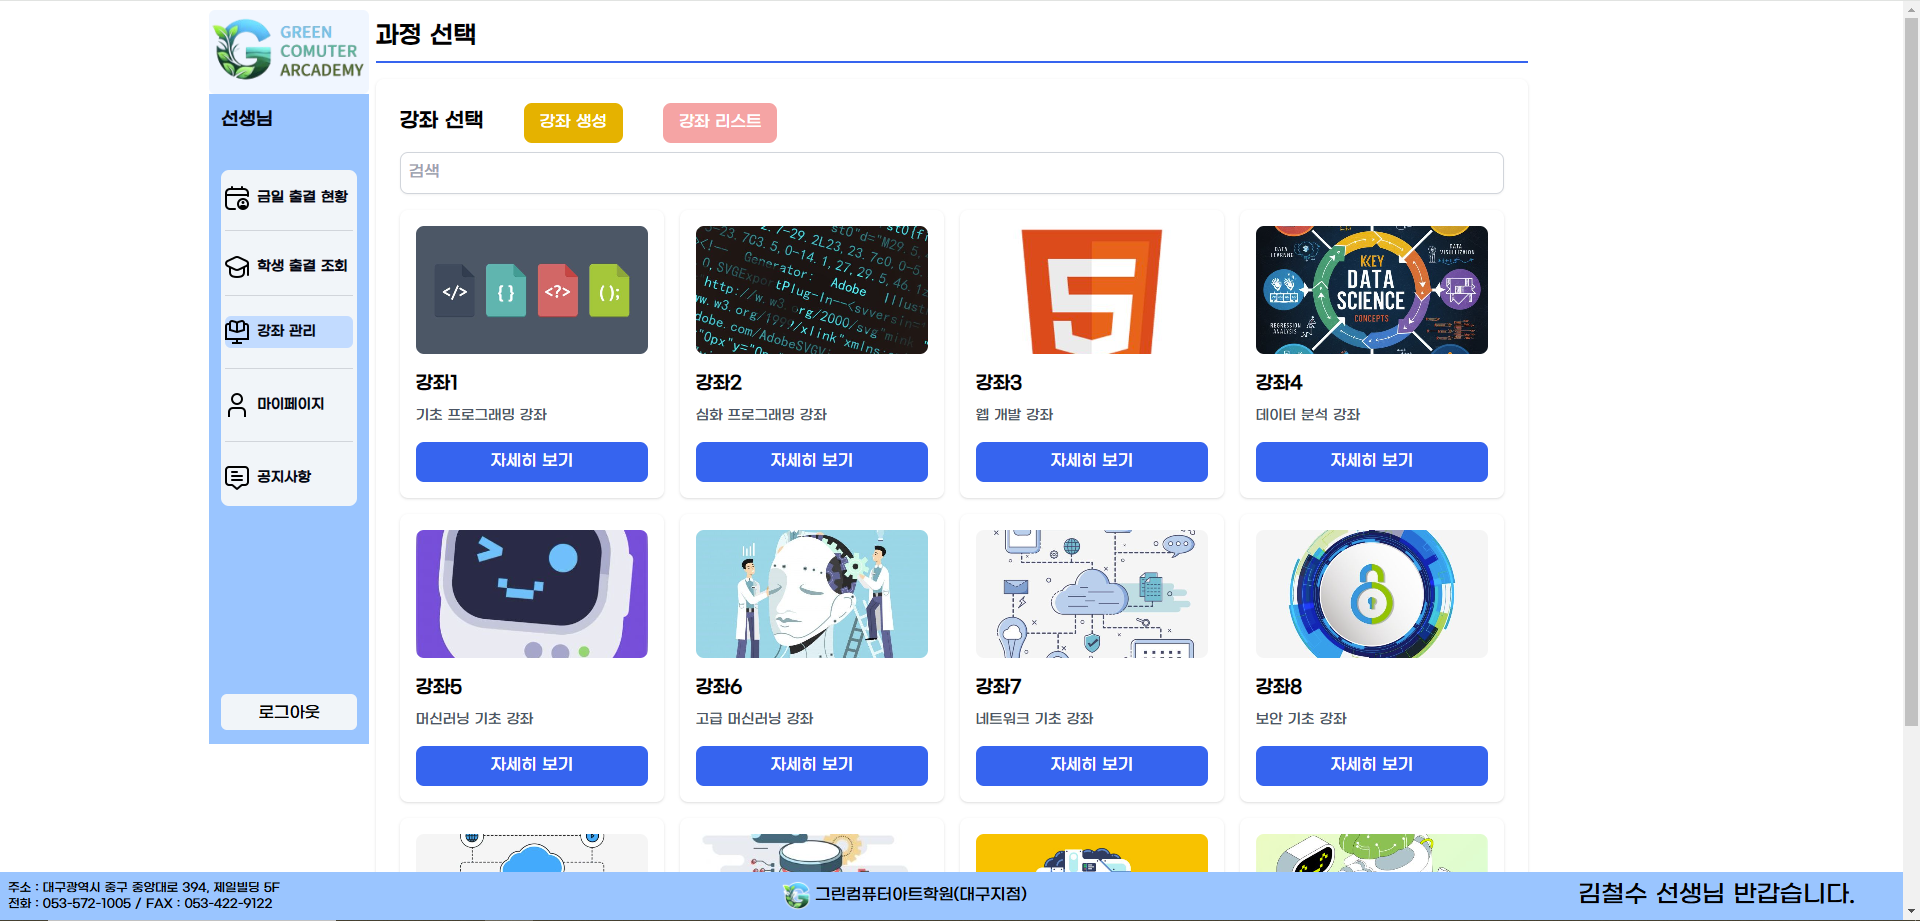 GREEN
COMUTER
ARCADEMY
과정 선택
선생님
금일 출결 현황
학생 출결 조회
강좌 관리
마이페이지
공지사항
로그아웃
강좌 선택
강좌 생성
강좌 리스트
검색
</>
{ }
<?>
( );
KKEY
DATA
SCIENCE
CONCEPTS
강좌1
기초 프로그래밍 강좌
자세히 보기
강좌2
심화 프로그래밍 강좌
자세히 보기
강좌3
웹 개발 강좌
자세히 보기
강좌4
데이터 분석 강좌
자세히 보기
강좌5
머신러닝 기초 강좌
자세히 보기
강좌6
고급 머신러닝 강좌
자세히 보기
강좌7
네트워크 기초 강좌
자세히 보기
강좌8
보안 기초 강좌
자세히 보기
주소 : 대구광역시 중구 중앙대로 394, 제일빌딩 5F
전화 : 053-572-1005 / FAX : 053-422-9122
그린컴퓨터아트학원(대구지점)
김철수 선생님 반갑습니다.